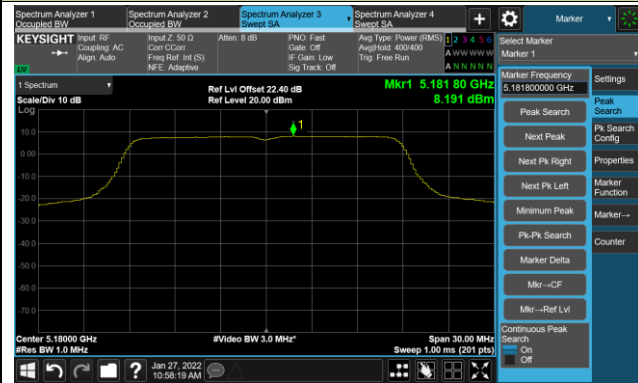 Spectrum Analyzer 1
Occupied BW
Spectrum Analyzer 2
Occupied BW
Spectrum Analyzer 3
Swept SA
Spectrum Analyzer 4
Swept SA
+
Marker
KEYSIGHT
Input: RF
Coupling: AC
Align: Auto
Input Z: 50 Ω
Corr CCorr
Freq Ref: Int (S)
NFE: Adaptive
Atten: 8 dB
PNO: Fast
Gate: Off
IF Gain: Low
Sig Track: Off
Avg Type: Power (RMS)
Avg|Hold: 400/400
Trig: Free Run
1 2 3 4 5 6
A W W W W W
A N N N N N
LXI
Select Marker
Marker 1
1 Spectrum
Scale/Div 10 dB
Log
Ref Lvl Offset 22.40 dB
Ref Level 20.00 dBm
Mkr1 5.181 80 GHz
8.191 dBm
1
10.0
0.00
-10.0
-20.0
-30.0
-40.0
-50.0
-60.0
-70.0
Center 5.18000 GHz
#Res BW 1.0 MHz
#Video BW 3.0 MHz*
Span 30.00 MHz
Sweep 1.00 ms (201 pts)
Marker Frequency
5.181800000 GHz
Peak Search
Next Peak
Next Pk Right
Next Pk Left
Minimum Peak
Pk-Pk Search
Marker Delta
Mkr→CF
Mkr→Ref Lvl
Continuous Peak
Search
On
Off
Settings
Peak
Search
Pk Search
Config
Properties
Marker
Function
Marker→
Counter
?
Jan 27, 2022
10:58:19 AM